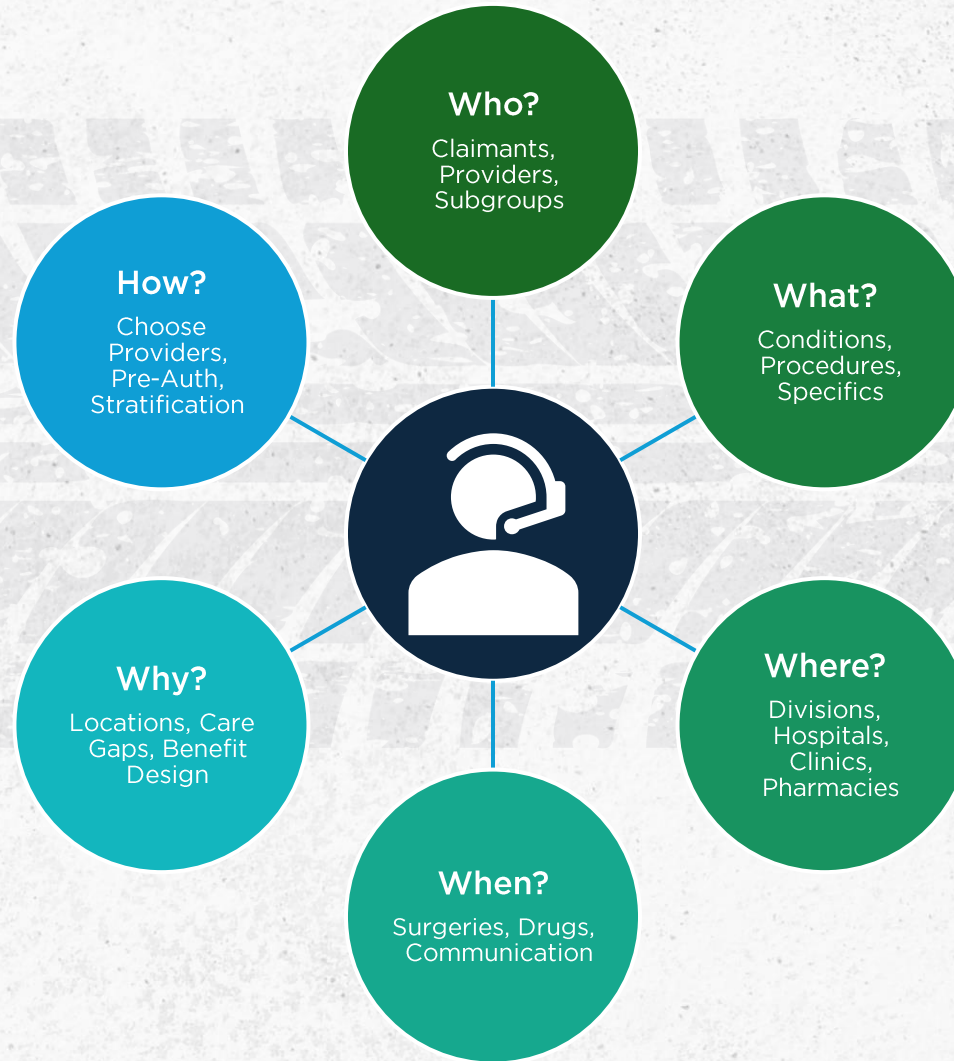 Who?
Claimants,
Providers,
Subgroups
How?
Choose
Providers,
Pre-Auth,
Stratification
What?
Conditions,
Procedures,
Specifics
Why?
Locations, Care
Gaps, Benefit
Design
Where?
Divisions,
Hospitals,
Clinics,
Pharmacies
When?
Surgeries, Drugs,
Communication